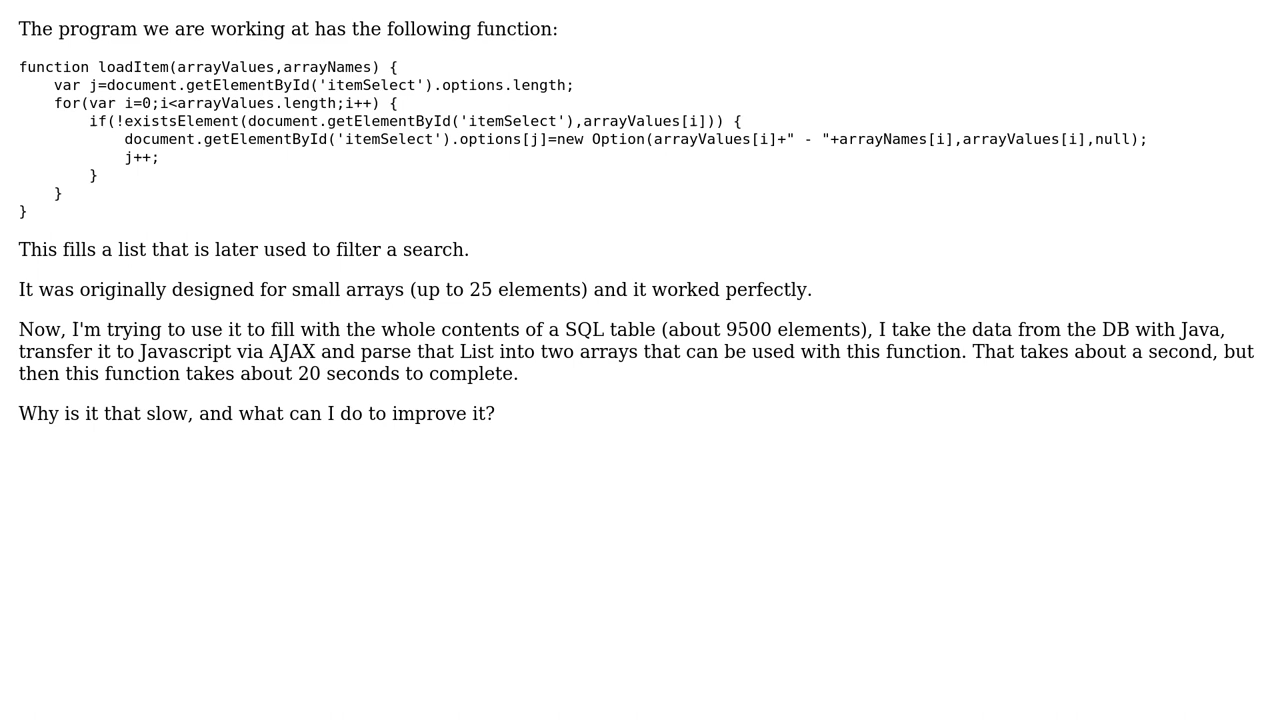 The program we are working at has the following function:
function loadItem(arrayValues,arrayNames) {
    var j=document.getElementById('itemSelect').options.length;
    for(var i=0;i<arrayValues.length;i++) {
        if(!existsElement(document.getElementById('itemSelect'),arrayValues[i])) {
            document.getElementById('itemSelect').options[j]=new Option(arrayValues[i]+" - "+arrayNames[i],arrayValues[i],null);
            j++;
        }
    }
}
This fills a list that is later used to filter a search.
It was originally designed for small arrays (up to 25 elements) and it worked perfectly.
Now, I'm trying to use it to fill with the whole contents of a SQL table (about 9500 elements), I take the data from the DB with Java,
transfer it to Javascript via AJAX and parse that List into two arrays that can be used with this function. That takes about a second, but
then this function takes about 20 seconds to complete.
Why is it that slow, and what can I do to improve it?